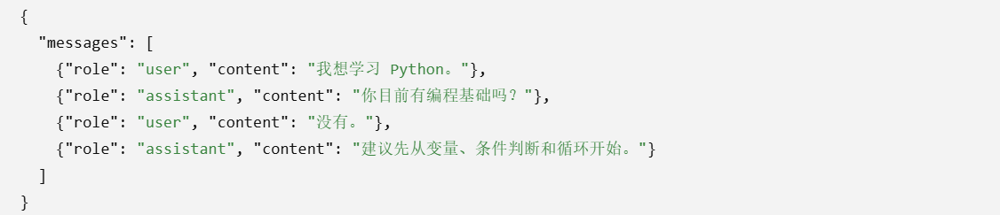 {
"messages": [
{"role": "user", "content": "我想学习 Python。"},
{"role": "assistant", "content": "你目前有编程基础吗？"},
{"role": "user", "content": "没有。"},
{"role": "assistant", "content": "建议先从变量、条件判断和循环开始。"}
]
}